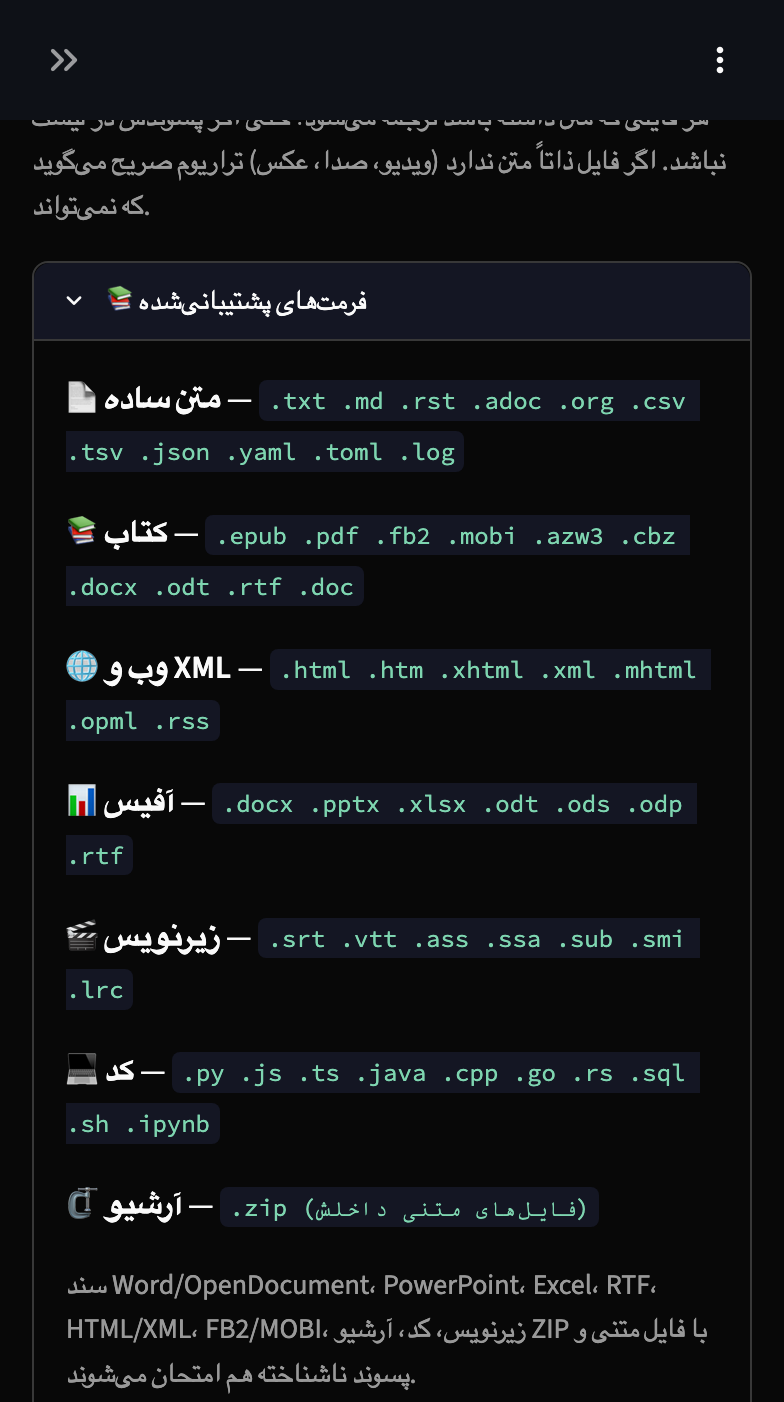 هر فایلی که متن داشته باشد ترجمه می‌شود؛ حتی اگر پسوندش در لیست
نباشد. اگر فایل ذاتاً متن ندارد (ویدیو، صدا، عکس) تراریوم صریح می‌گوید
که نمی‌تواند.
📚 فرمت‌های پشتیبانی‌شده
📄 متن ساده — .txt .md .rst .adoc .org .csv
.tsv .json .yaml .toml .log
📚 کتاب — .epub .pdf .fb2 .mobi .azw3 .cbz
.docx .odt .rtf .doc
🌐 وب و XML — .html .htm .xhtml .xml .mhtml
.opml .rss
📊 آفیس — .docx .pptx .xlsx .odt .ods .odp
.rtf
🎬 زیرنویس — .srt .vtt .ass .ssa .sub .smi
.lrc
💻 کد — .py .js .ts .java .cpp .go .rs .sql
.sh .ipynb
🗜️ آرشیو — .zip (فایل‌های متنی داخلش)
سند Word/OpenDocument، PowerPoint، Excel، RTF،
HTML/XML، FB2/MOBI، زیرنویس، کد، آرشیو ZIP و فایل متنی با
پسوند ناشناخته هم امتحان می‌شوند.